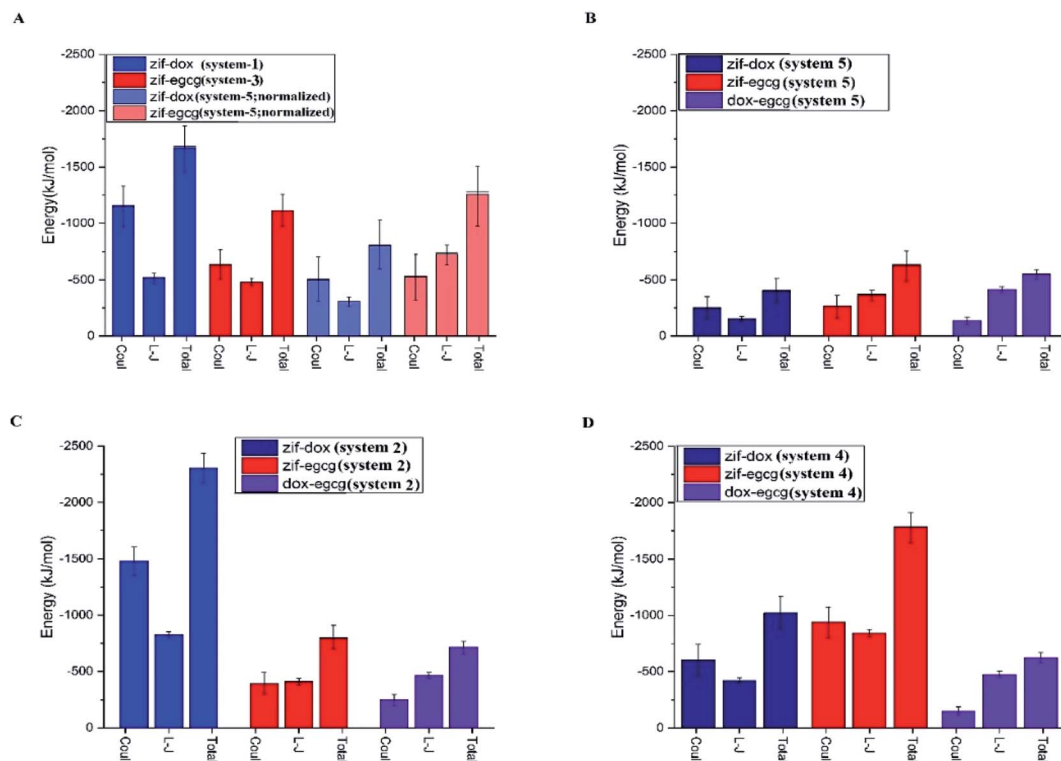 A
Energy(kJ/mol)
-2500
-2000
-1500
-1000
-500
0
zif-dox (system-1)
zif-egcg(system-3)
zif-dox(system-5;normalized)
zif-egcg(system-5;normalized)
Coul
L-J
Total
Coul
L-J
Total
Coul
L-J
Total
Coul
L-J
Total
B
Energy (kJ/mol)
-2500
-2000
-1500
-1000
-500
0
zif-dox (system 5)
zif-egcg (system 5)
dox-egcg(system 5)
Coul
L-J
Total
Coul
L-J
Total
Coul
L-J
Total
C
Energy (kJ/mol)
-2500
-2000
-1500
-1000
-500
0
zif-dox (system 2)
zif-egcg(system 2)
dox-egcg(system 2)
Coul
L-J
Total
Coul
L-J
Total
Coul
L-J
Total
D
Energy (kJ/mol)
-2500
-2000
-1500
-1000
-500
0
zif-dox (system 4)
zif-egcg(system 4)
dox-egcg(system 4)
Coul
L-J
Total
Coul
L-J
Total
Coul
L-J
Total